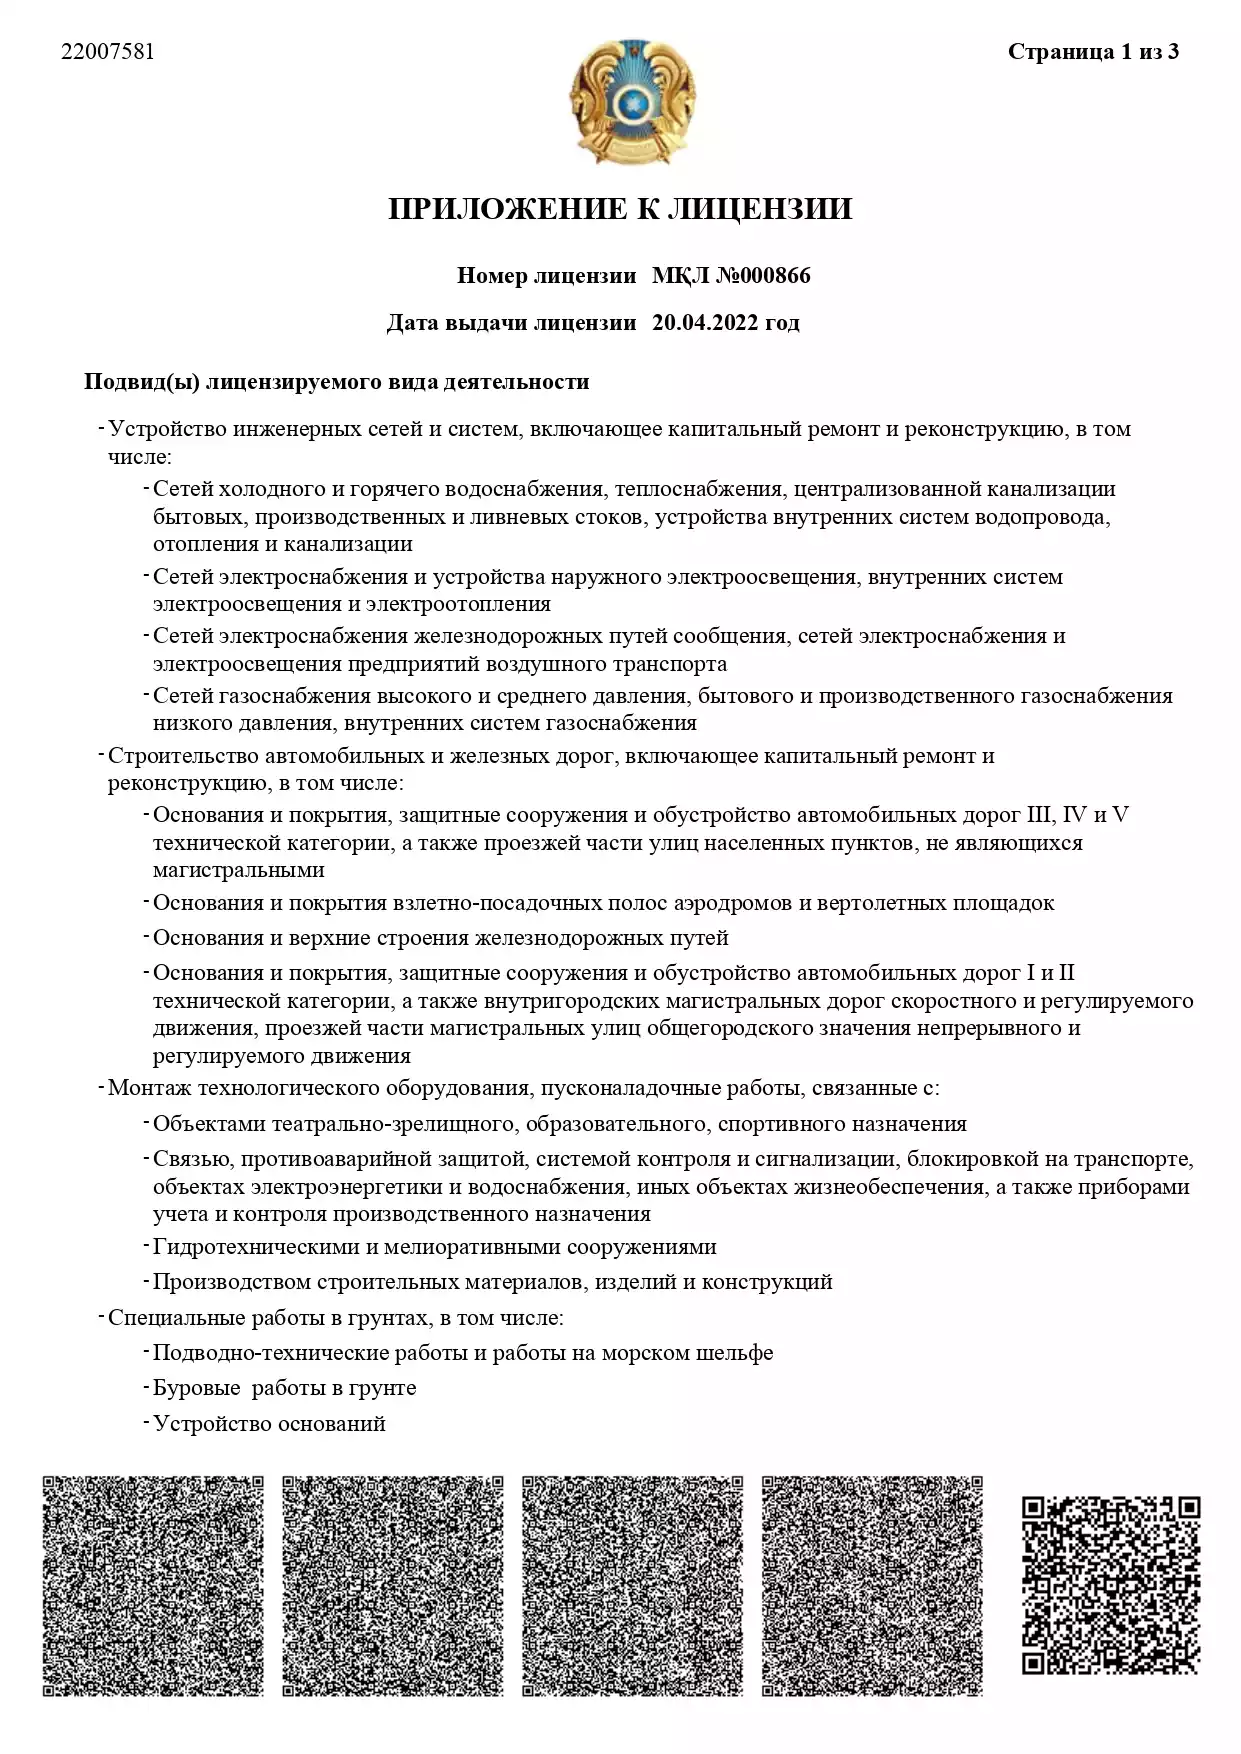 22007581
Страница 1 из 3
ПРИЛОЖЕНИЕ К ЛИЦЕНЗИИ
Номер лицензии МҚЛ №000866
Дата выдачи лицензии 20.04.2022 год
Подвид(ы) лицензируемого вида деятельности
- Устройство инженерных сетей и систем, включающее капитальный ремонт и реконструкцию, в том
числе:
- Сетей холодного и горячего водоснабжения, теплоснабжения, централизованной канализации
бытовых, производственных и ливневых стоков, устройства внутренних систем водопровода,
отопления и канализации
- Сетей электроснабжения и устройства наружного электроосвещения, внутренних систем
электроосвещения и электроотопления
- Сетей электроснабжения железнодорожных путей сообщения, сетей электроснабжения и
электроосвещения предприятий воздушного транспорта
- Сетей газоснабжения высокого и среднего давления, бытового и производственного газоснабжения
низкого давления, внутренних систем газоснабжения
- Строительство автомобильных и железных дорог, включающее капитальный ремонт и
реконструкцию, в том числе:
- Основания и покрытия, защитные сооружения и обустройство автомобильных дорог III, IV и V
технической категории, а также проезжей части улиц населенных пунктов, не являющихся
магистральными
- Основания и покрытия взлетно-посадочных полос аэродромов и вертолетных площадок
- Основания и верхние строения железнодорожных путей
- Основания и покрытия, защитные сооружения и обустройство автомобильных дорог I и II
технической категории, а также внутригородских магистральных дорог скоростного и регулируемого
движения, проезжей части магистральных улиц общегородского значения непрерывного и
регулируемого движения
- Монтаж технологического оборудования, пусконаладочные работы, связанные с:
- Объектами театрально-зрелищного, образовательного, спортивного назначения
- Связью, противоаварийной защитой, системой контроля и сигнализации, блокировкой на транспорте,
объектах электроэнергетики и водоснабжения, иных объектах жизнеобеспечения, а также приборами
учета и контроля производственного назначения
- Гидротехническими и мелиоративными сооружениями
- Производством строительных материалов, изделий и конструкций
- Специальные работы в грунтах, в том числе:
- Подводно-технические работы и работы на морском шельфе
- Буровые  работы в грунте
- Устройство оснований